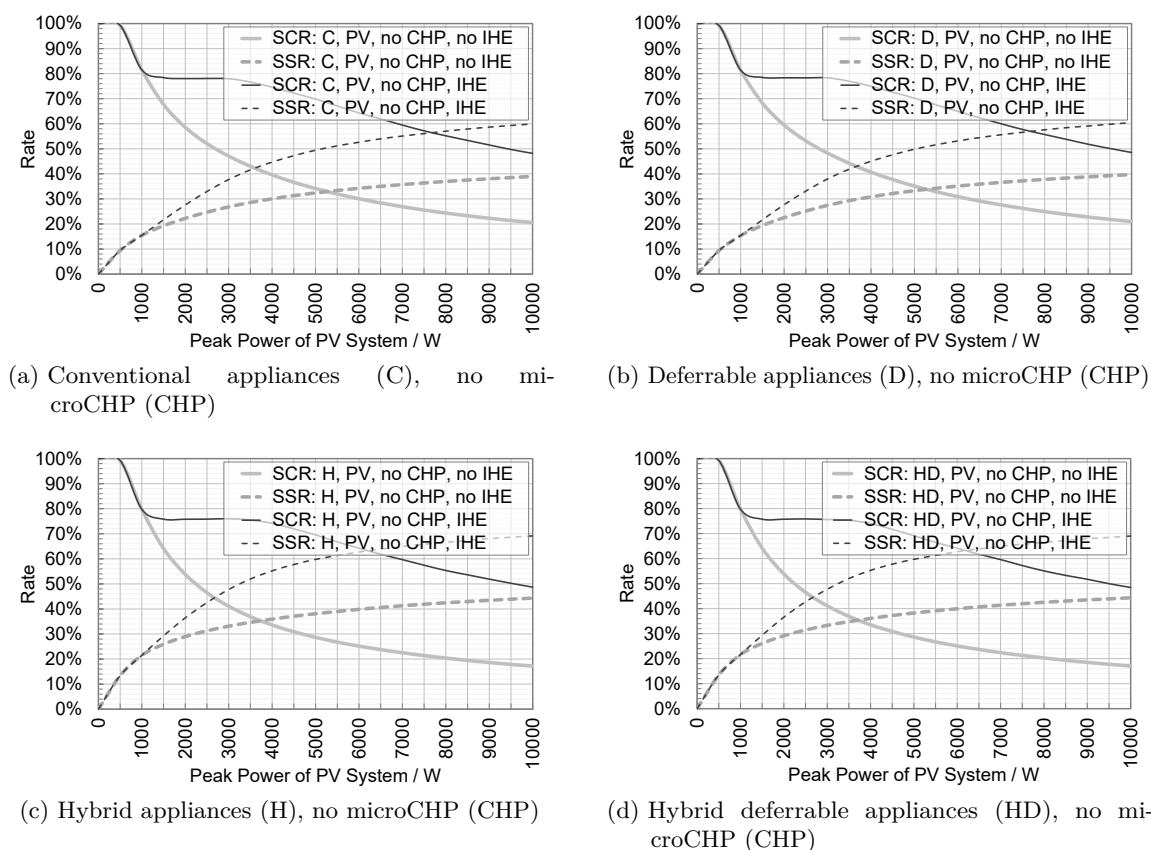 100%
90%
80%
70%
60%
50%
40%
30%
20%
10%
0%
Rate
SCR: C, PV, no CHP, no IHE
SSR: C, PV, no CHP, no IHE
SCR: C, PV, no CHP, IHE
SSR: C, PV, no CHP, IHE
0
1000
2000
3000
4000
5000
6000
7000
8000
9000
10000
Peak Power of PV System / W
(a) Conventional appliances (C), no mi-
croCHP (CHP)
100%
90%
80%
70%
60%
50%
40%
30%
20%
10%
0%
Rate
SCR: D, PV, no CHP, no IHE
SSR: D, PV, no CHP, no IHE
SCR: D, PV, no CHP, IHE
SSR: D, PV, no CHP, IHE
0
1000
2000
3000
4000
5000
6000
7000
8000
9000
10000
Peak Power of PV System / W
(b) Deferrable appliances (D), no microCHP (CHP)
100%
90%
80%
70%
60%
50%
40%
30%
20%
10%
0%
Rate
SCR: H, PV, no CHP, no IHE
SSR: H, PV, no CHP, no IHE
SCR: H, PV, no CHP, IHE
SSR: H, PV, no CHP, IHE
0
1000
2000
3000
4000
5000
6000
7000
8000
9000
10000
Peak Power of PV System / W
(c) Hybrid appliances (H), no microCHP (CHP)
100%
90%
80%
70%
60%
50%
40%
30%
20%
10%
0%
Rate
SCR: HD, PV, no CHP, no IHE
SSR: HD, PV, no CHP, no IHE
SCR: HD, PV, no CHP, IHE
SSR: HD, PV, no CHP, IHE
0
1000
2000
3000
4000
5000
6000
7000
8000
9000
10000
Peak Power of PV System / W
(d) Hybrid deferrable appliances (HD), no mi-
croCHP (CHP)